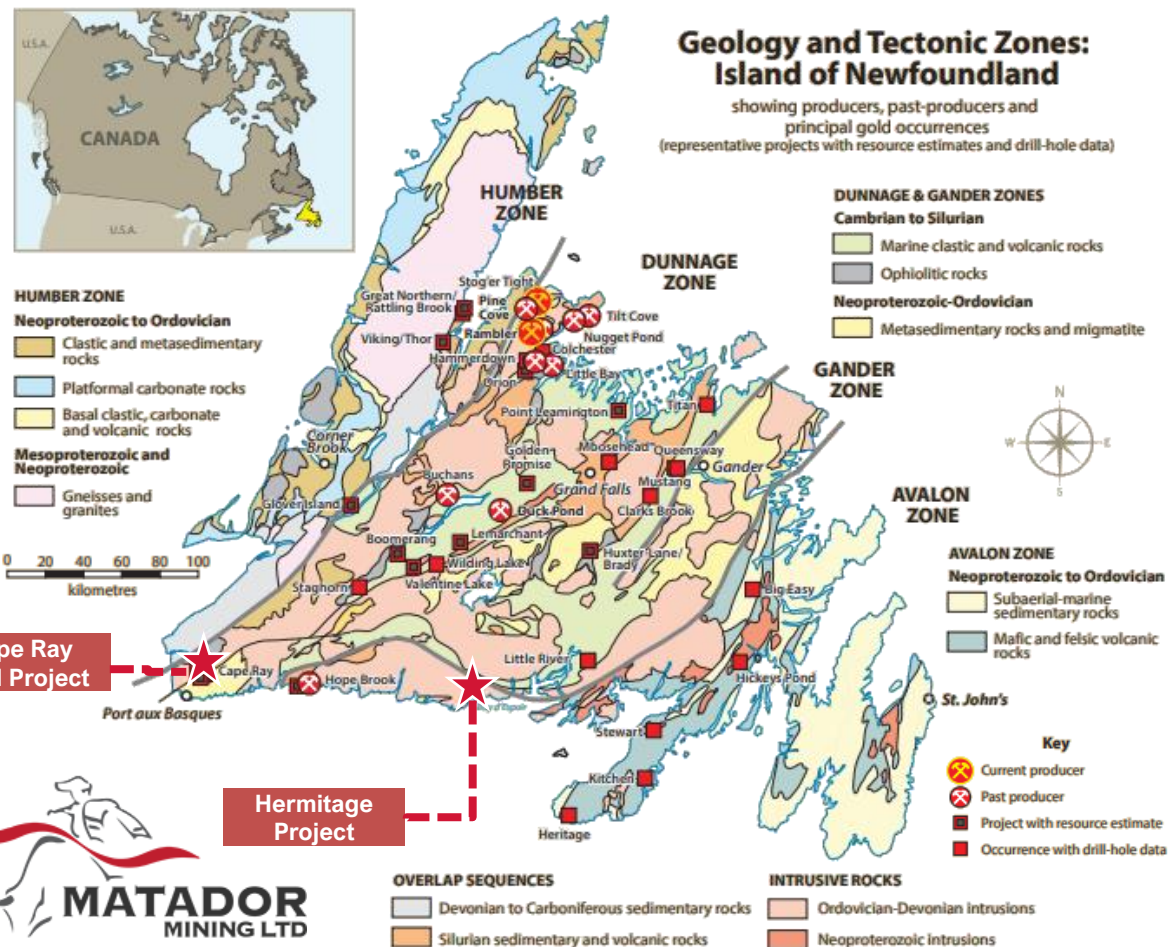 Geology and Tectonic Zones:
Island of Newfoundland
showing producers, past-producers and
principal gold occurrences
(representative projects with resource estimates and drill-hole data)
U.S.A.
CANADA
U.S.A.
HUMBER ZONE
Neoproterozoic to Ordovician
Clastic and metasedimentary
rocks
Platformal carbonate rocks
Basal clastic, carbonate
and volcanic rocks
Mesoproterozoic and
Neoproterozoic
Gneisses and
granites
0 20 40 60 80 100
kilometres
DUNNAGE & GANDER ZONES
Cambrian to Silurian
Marine clastic and volcanic rocks
Ophiolitic rocks
Neoproterozoic-Ordovician
Metasedimentary rocks and migmatite
HUMBER
ZONE
DUNNAGE
ZONE
GANDER
ZONE
AVALON
ZONE
N
W
E
S
Stog'er Tight
Great Northern/
Rattling Brook
Pine
Cove
Tilt Cove
Rambler
Nugget Pond
Viking/Thor
Hammerdown
Colchester
Little Bay
Orion
Point Leamington
Titan
Corner
Brook
Moosehead
Queensway
Golden
Promise
Gander
Buchans
Grand Falls
Mustang
Glover Island
Duck Pond
Clarks Brook
Boomerang
Lemarchant
Huxter Lane/
Brady
Wilding Lake
Staghorn
Valentine Lake
Big Easy
Little River
Hickeys Pond
Cape Ray
Hope Brook
d'Espoir
Port aux Basques
St. John's
Stewart
Kitchen
Heritage
AVALON ZONE
Neoproterozoic to Ordovician
Subaerial-marine
sedimentary rocks
Mafic and felsic volcanic
rocks
Key
Current producer
Past producer
Project with resource estimate
Occurrence with drill-hole data
pe Ray
Project
Hermitage
Project
MATADOR
MINING LTD
OVERLAP SEQUENCES
Devonian to Carboniferous sedimentary rocks
Silurian sedimentary and volcanic rocks
INTRUSIVE ROCKS
Ordovician-Devonian intrusions
Neoproterozoic intrusions